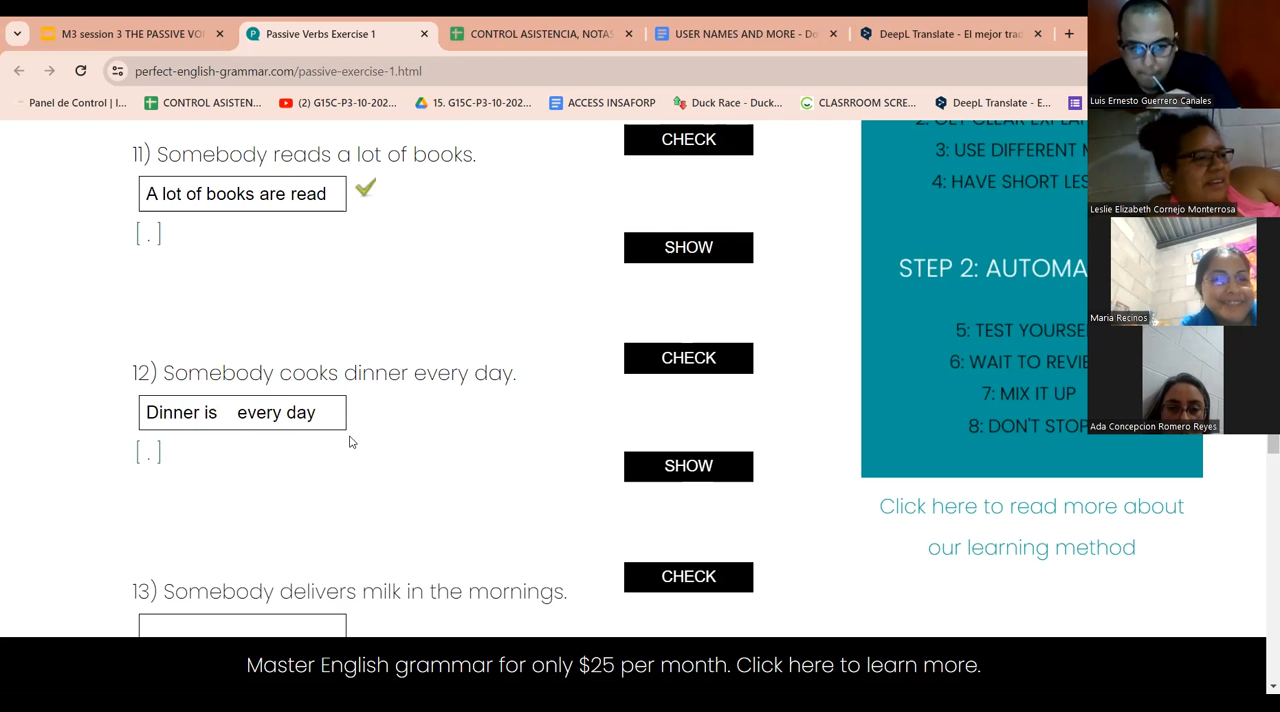 M3 session 3 THE PASSIVE VO
Passive Verbs Exercise 1
CONTROL ASISTENCIA, NOTAS
USER NAMES AND MORE - Do
DeepL Translate - El mejor trad
perfect-english-grammar.com/passive-exercise-1.html
Panel de Control | I...
CONTROL ASISTEN...
(2) G15C-P3-10-202...
15. G15C-P3-10-202...
ACCESS INSAFORP
Duck Race - Duck...
CLASRROOM SCRE...
DeepL Translate - E...
Luis Ernesto Guerrero Canales
Leslie Elizabeth Cornejo Monterrosa
Maria Recinos
Ada Concepcion Romero Reyes
11) Somebody reads a lot of books.
A lot of books are read
[ . ]
CHECK
SHOW
12) Somebody cooks dinner every day.
Dinner is every day
[ . ]
CHECK
SHOW
13) Somebody delivers milk in the mornings.
CHECK
3: USE DIFFERENT M
4: HAVE SHORT LES
STEP 2: AUTOMA
5: TEST YOURSE
6: WAIT TO REVIE
7: MIX IT UP
8: DON'T STOP
Click here to read more about
our learning method
Master English grammar for only $25 per month. Click here to learn more.